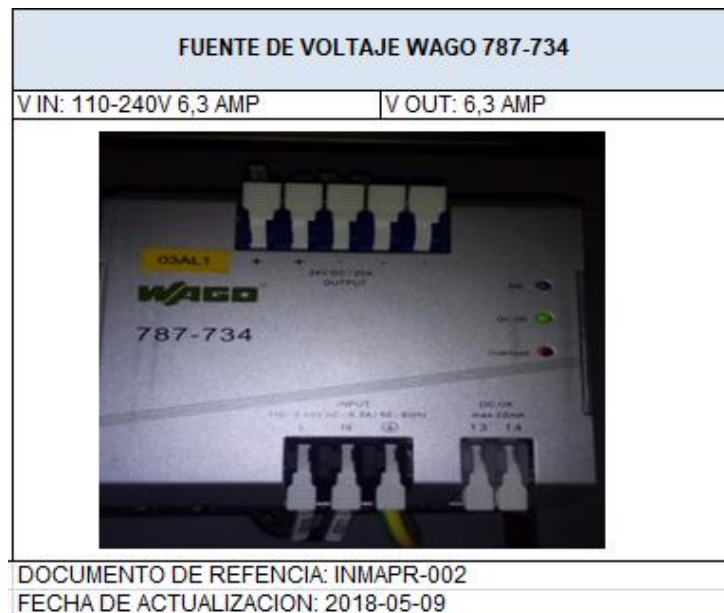 FUENTE DE VOLTAJE WAGO 787-734
V IN: 110-240V 6,3 AMP
V OUT: 6,3 AMP
03AL1
+ + - - -
24V DC / 20A
OUTPUT
WAGO
787-734
DC OK
Overload
INPUT
L N
DC OK
13 14
DOCUMENTO DE REFENCIA: INMAPR-002
FECHA DE ACTUALIZACION: 2018-05-09